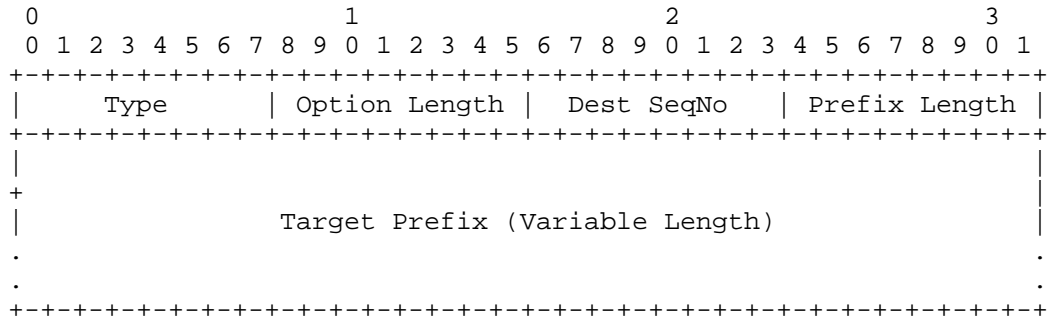 0                   1                   2                   3
 0 1 2 3 4 5 6 7 8 9 0 1 2 3 4 5 6 7 8 9 0 1 2 3 4 5 6 7 8 9 0 1
+-+-+-+-+-+-+-+-+-+-+-+-+-+-+-+-+-+-+-+-+-+-+-+-+-+-+-+-+-+-+-+-+
|     Type      | Option Length |  Dest SeqNo   | Prefix Length |
+-+-+-+-+-+-+-+-+-+-+-+-+-+-+-+-+-+-+-+-+-+-+-+-+-+-+-+-+-+-+-+-+
|                                                               |
+                                                               |
|                Target Prefix (Variable Length)                |
.                                                               .
.                                                               .
+-+-+-+-+-+-+-+-+-+-+-+-+-+-+-+-+-+-+-+-+-+-+-+-+-+-+-+-+-+-+-+-+